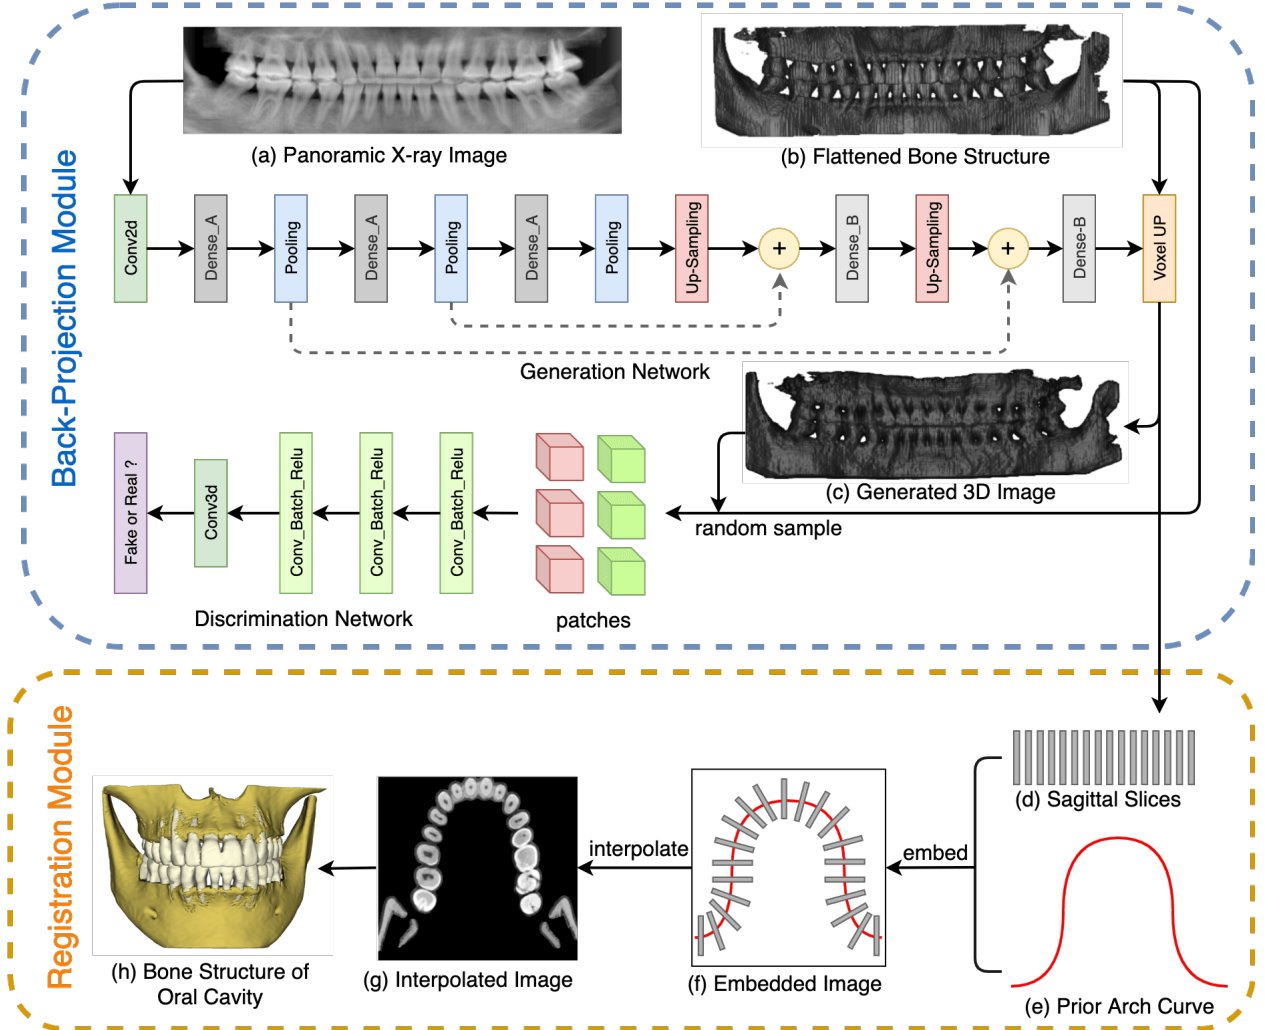 Back-Projection Module
(a) Panoramic X-ray Image
(b) Flattened Bone Structure
Conv2d
Dense_A
Pooling
Dense_A
Pooling
Dense_A
Pooling
Up-Sampling
+
Dense_B
Up-Sampling
+
Dense-B
Voxel UP
Generation Network
(c) Generated 3D Image
random sample
Fake or Real ?
Conv3d
Conv_Batch_Relu
Conv_Batch_Relu
Conv_Batch_Relu
Discrimination Network
patches
Registration Module
(d) Sagittal Slices
embed
interpolate
(h) Bone Structure of
Oral Cavity
(g) Interpolated Image
(f) Embedded Image
(e) Prior Arch Curve